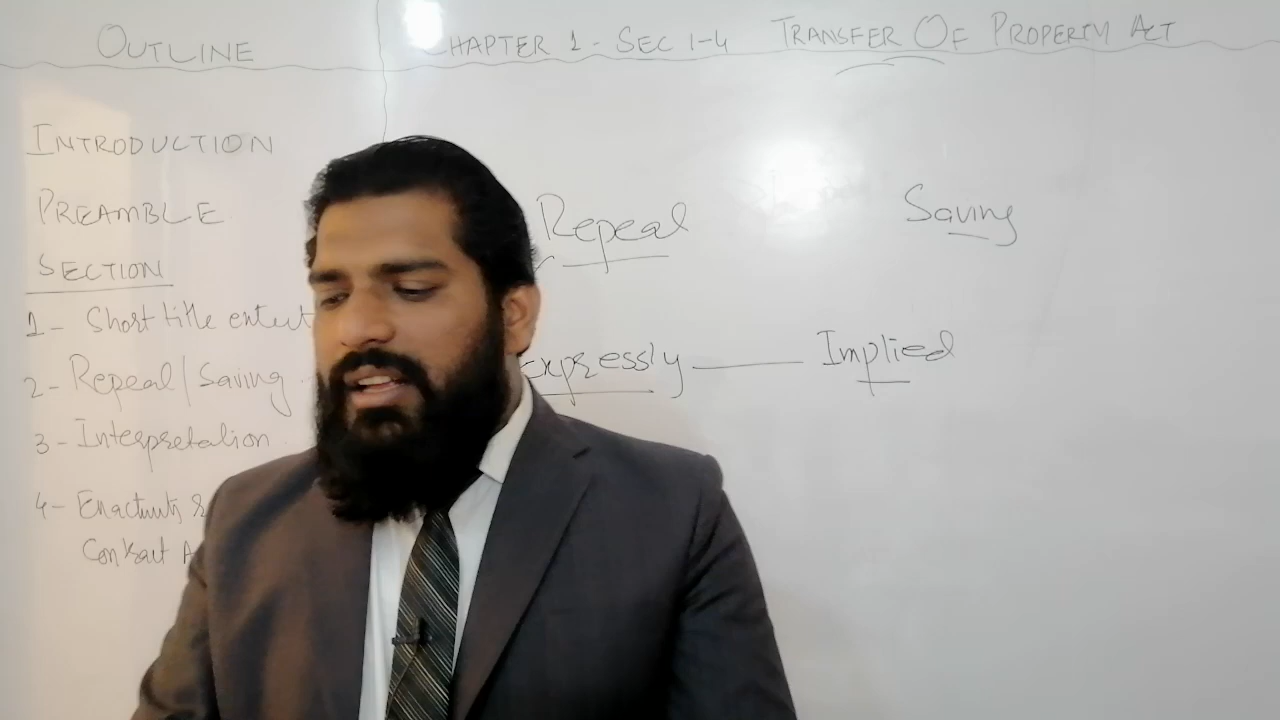 OUTLINE
CHAPTER 1 - SEC 1-4 TRANSFER OF PROPERTY ACT
INTRODUCTION
PREAMBLE
SECTION
1- Short title
2- Repeal / Saving
3- Interpretation
4-
Contract A
Repeal
Saving
Expressly — Implied